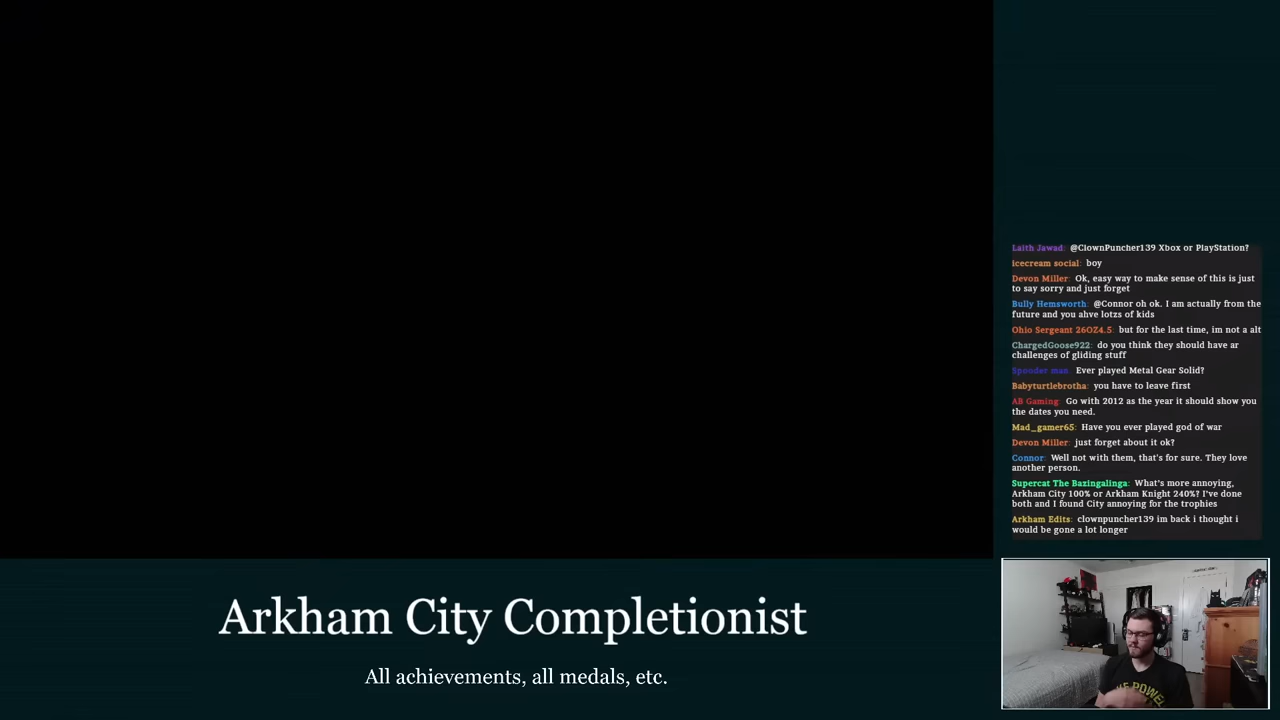 Laith Jawad: @ClownPuncher139 Xbox or PlayStation?
icecream social: boy
Devon Miller: Ok, easy way to make sense of this is just
to say sorry and just forget
Bully Hemsworth: @Connor oh ok. I am actually from the
future and you ahve lotzs of kids
Ohio Sergeant 26OZ4.5: but for the last time, im not a alt
ChargedGoose922: do you think they should have ar
challenges of gliding stuff
Spooder man: Ever played Metal Gear Solid?
Babyturtlebrotha: you have to leave first
AB Gaming: Go with 2012 as the year it should show you
the dates you need.
Mad_gamer65: Have you ever played god of war
Devon Miller: just forget about it ok?
Connor: Well not with them, that's for sure. They love
another person.
Supercat The Bazingalinga: What's more annoying,
Arkham City 100% or Arkham Knight 240%? I've done
both and I found City annoying for the trophies
Arkham Edits: clownpuncher139 im back i thought i
would be gone a lot longer
Arkham City Completionist
All achievements, all medals, etc.